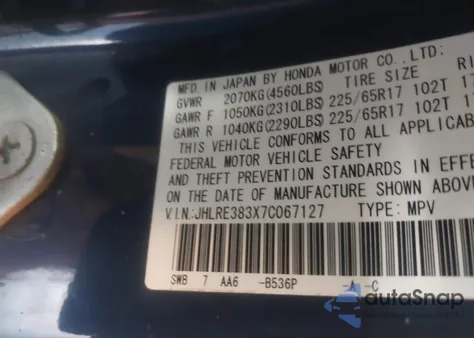 MFD. IN JAPAN BY HONDA MOTOR CO.,LTD:
GVWR 2070KG(4560LBS) TIRE SIZE RI
GAWR F 1050KG(2310LBS) 225/65R17 102T
GAWR R 1040KG(2290LBS) 225/65R17 102T
THIS VEHICLE CONFORMS TO ALL APPLICAB
FEDERAL MOTOR VEHICLE SAFETY
AND THEFT PREVENTION STANDARDS IN EFFE
ON THE DATE OF MANUFACTURE SHOWN ABOVE
V.I.N:JHLRE383X7C067127 TYPE: MPV
SWB 7 AA6 -B536P -A -C
autoSnap